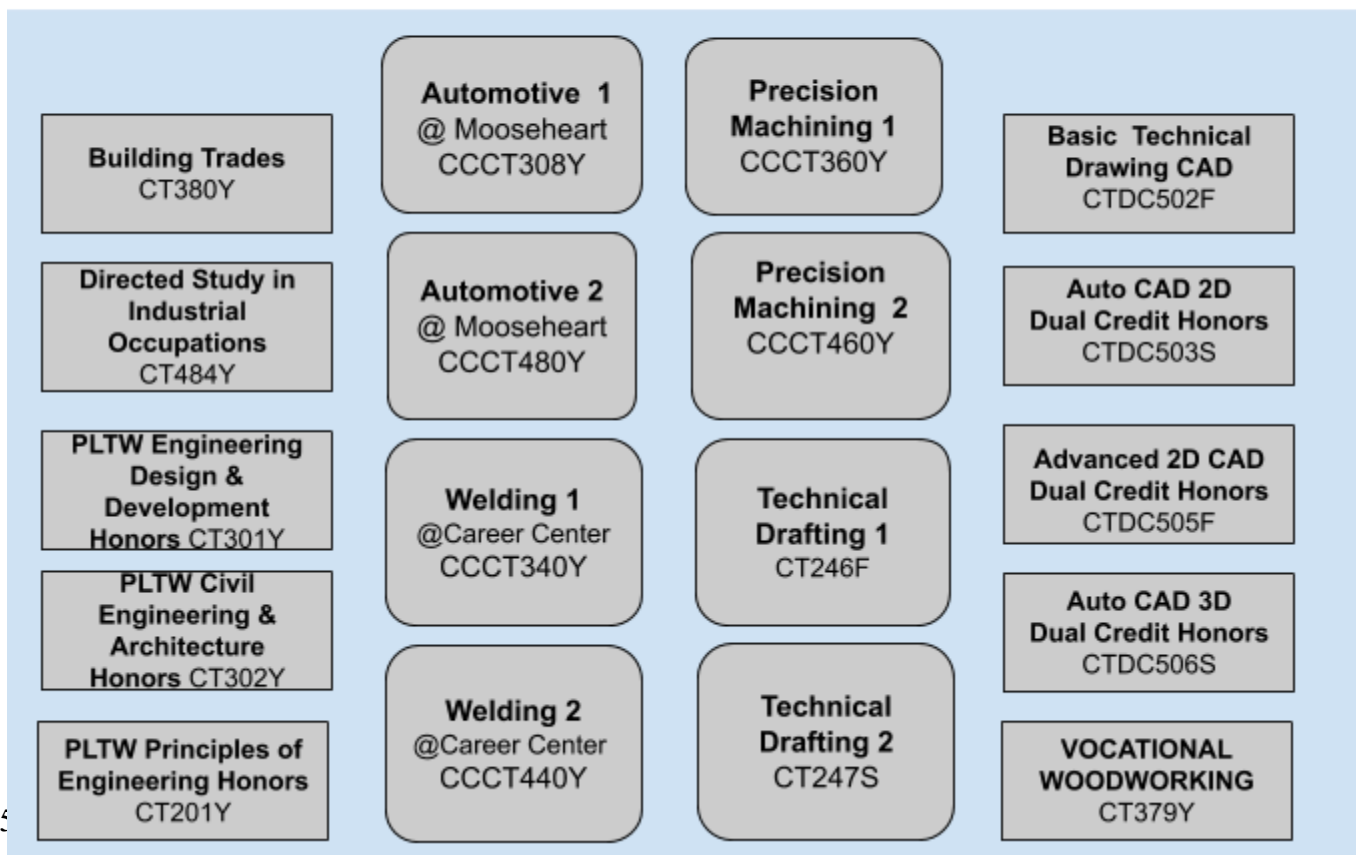 Building Trades
CT380Y
Directed Study in
Industrial
Occupations
CT484Y
PLTW Engineering
Design &
Development
Honors CT301Y
PLTW Civil
Engineering &
Architecture
Honors CT302Y
PLTW Principles of
Engineering Honors
CT201Y
Automotive 1
@ Mooseheart
CCCT308Y
Automotive 2
@ Mooseheart
CCCT480Y
Welding 1
@Career Center
CCCT340Y
Welding 2
@Career Center
CCCT440Y
Precision
Machining 1
CCCT360Y
Precision
Machining 2
CCCT460Y
Technical
Drafting 1
CT246F
Technical
Drafting 2
CT247S
Basic Technical
Drawing CAD
CTDC502F
Auto CAD 2D
Dual Credit Honors
CTDC503S
Advanced 2D CAD
Dual Credit Honors
CTDC505F
Auto CAD 3D
Dual Credit Honors
CTDC506S
VOCATIONAL
WOODWORKING
CT379Y